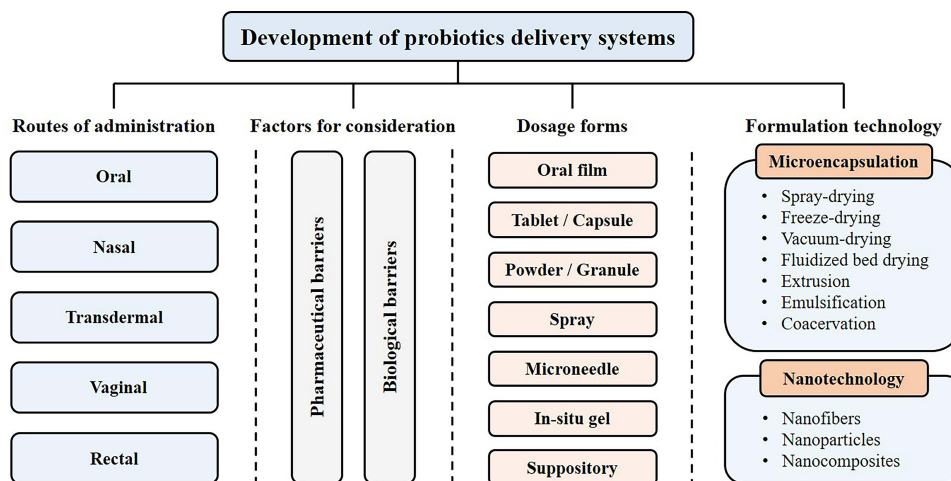 Development of probiotics delivery systems
Routes of administration
Oral
Nasal
Transdermal
Vaginal
Rectal
Factors for consideration
Pharmaceutical barriers
Biological barriers
Dosage forms
Oral film
Tablet / Capsule
Powder / Granule
Spray
Microneedle
In-situ gel
Suppository
Formulation technology
Microencapsulation
• Spray-drying
• Freeze-drying
• Vacuum-drying
• Fluidized bed drying
• Extrusion
• Emulsification
• Coacervation
Nanotechnology
• Nanofibers
• Nanoparticles
• Nanocomposites